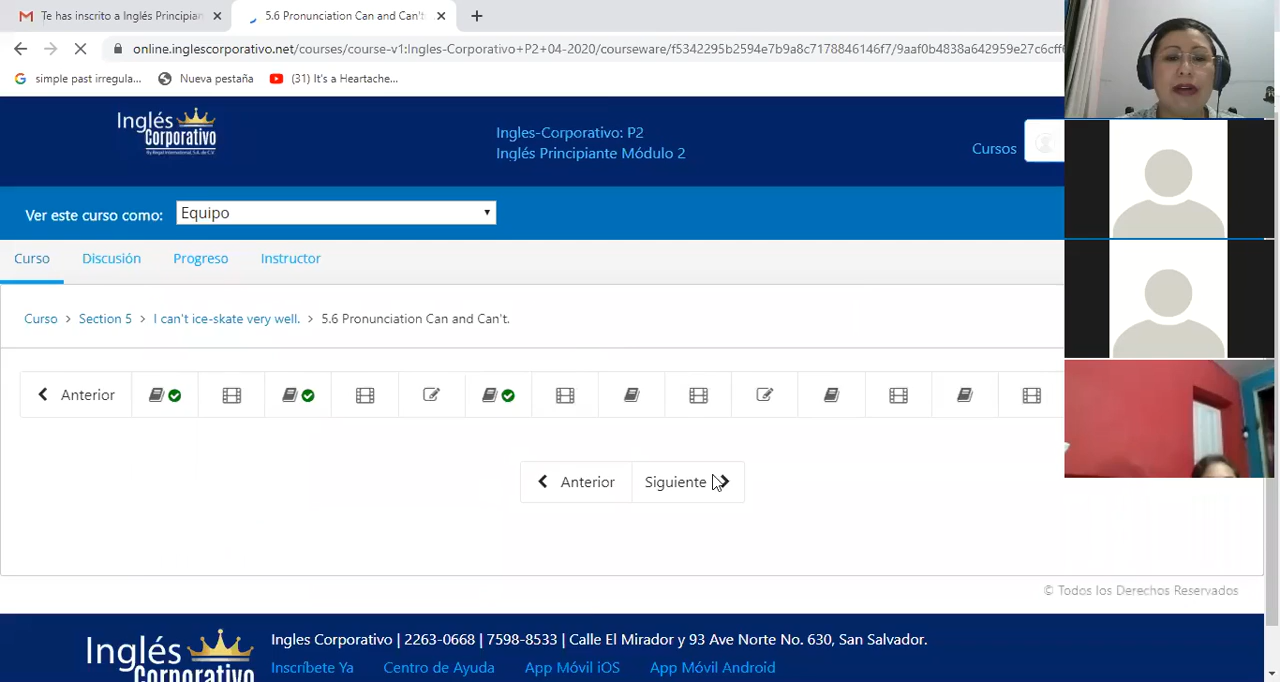 Te has inscrito a Inglés Principian
5.6 Pronunciation Can and Can't
online.inglescorporativo.net/courses/course-v1:Ingles-Corporativo+P2+04-2020/courseware/f5342295b2594e7b9a8c7178846146f7/9aaf0b4838a642959e27c6cff
simple past irregula...
Nueva pestaña
(31) It's a Heartache...
Inglés
Corporativo
Ingles-Corporativo: P2
Inglés Principiante Módulo 2
Cursos
Ver este curso como:
Equipo
Curso
Discusión
Progreso
Instructor
Curso > Section 5 > I can't ice-skate very well. > 5.6 Pronunciation Can and Can't.
Anterior
Anterior
Siguiente
© Todos los Derechos Reservados
Inglés
Corporativo
Ingles Corporativo | 2263-0668 | 7598-8533 | Calle El Mirador y 93 Ave Norte No. 630, San Salvador.
Inscríbete Ya
Centro de Ayuda
App Móvil iOS
App Móvil Android